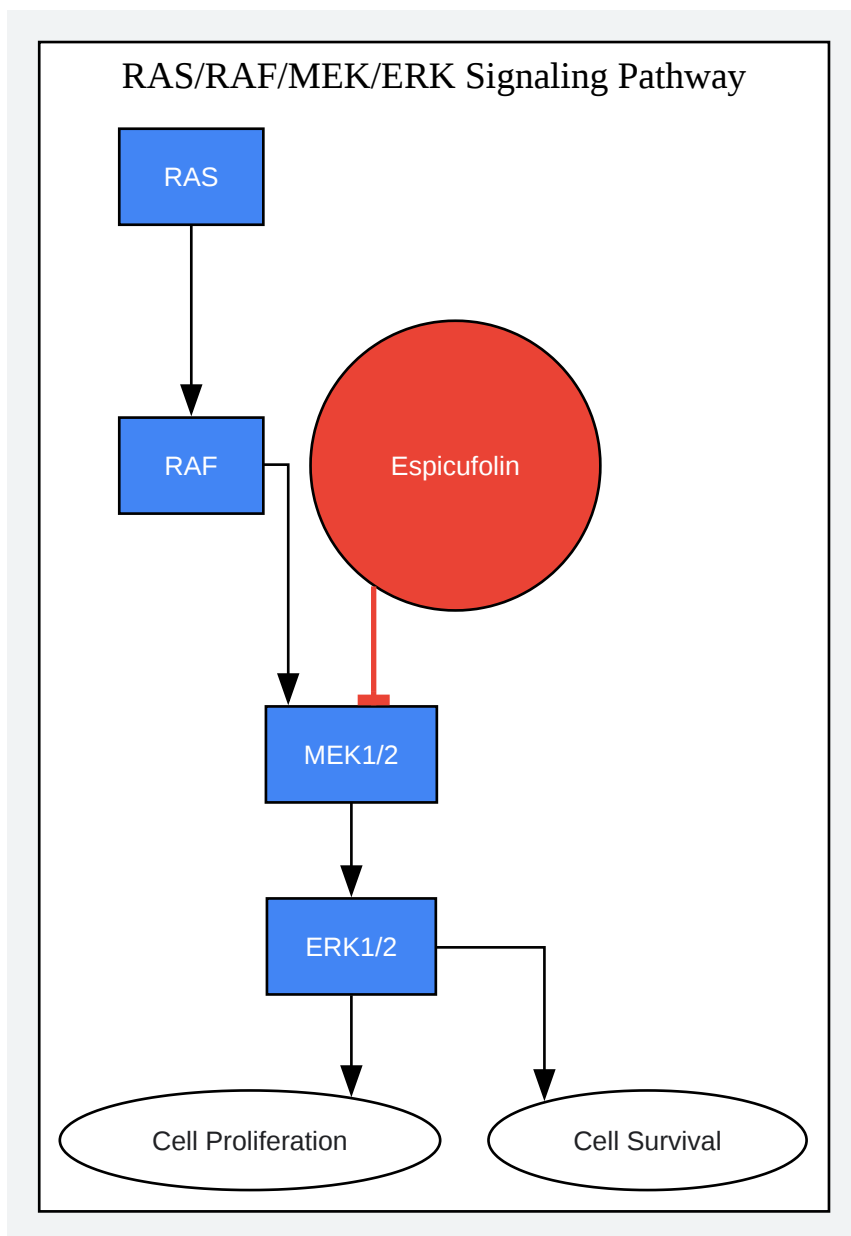 RAS/RAF/MEK/ERK Signaling Pathway
RAS
RAF
Espicufolin
MEK1/2
ERK1/2
Cell Proliferation
Cell Survival